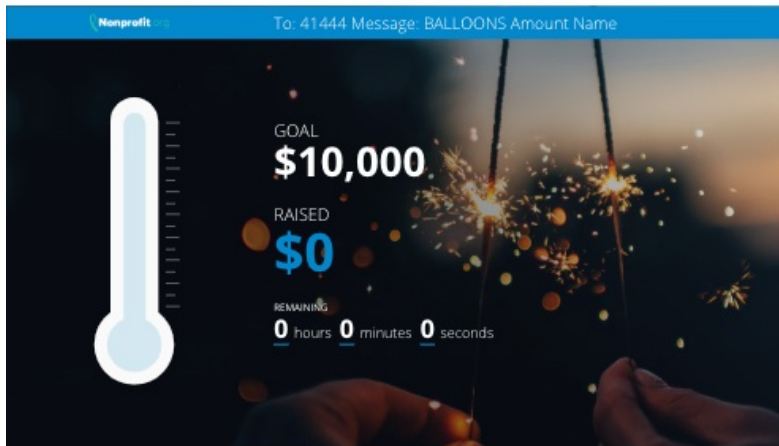 Nonprofit.org
To: 41444 Message: BALLOONS Amount Name
GOAL
$10,000
RAISED
$0
REMAINING
0 hours 0 minutes 0 seconds